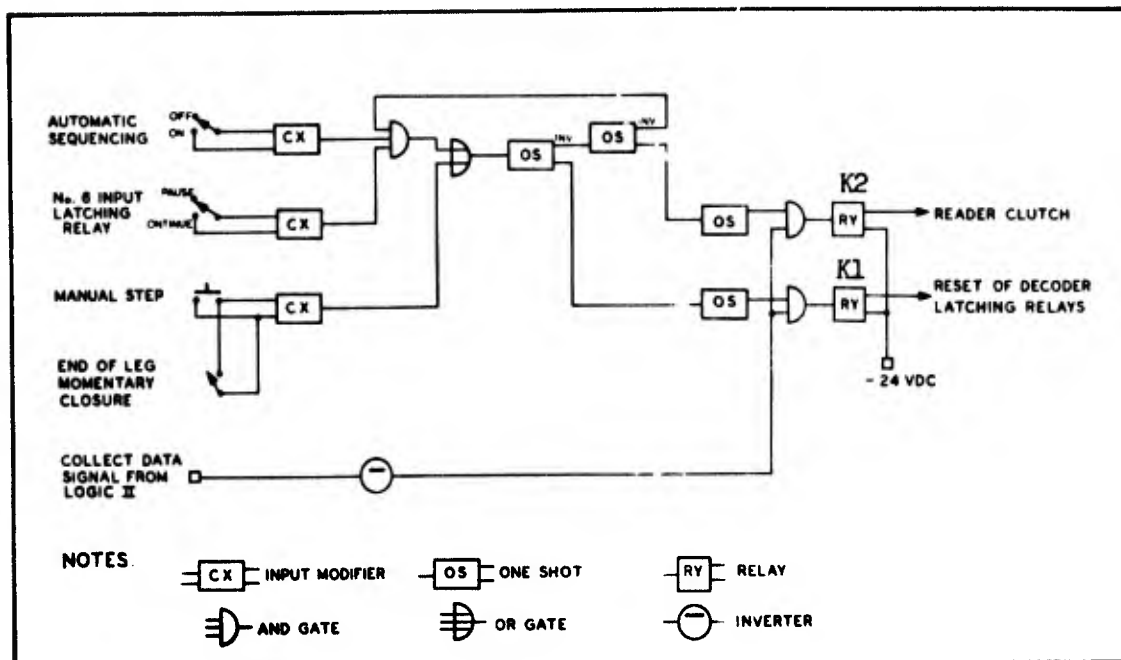 AUTOMATIC
SEQUENCING
OFF
ON
CX
INV
OS
INV
OS
No. 6 INPUT
LATCHING
RELAY
PAUSE
ONTINUE
CX
OS
K2
RY
READER CLUTCH
MANUAL STEP
CX
OS
K1
RY
RESET OF DECODER
LATCHING RELAYS
END OF LEG
MOMENTARY
CLOSURE
- 24 VDC
COLLECT DATA
SIGNAL FROM
LOGIC II
NOTES.
CX INPUT MODIFIER
OS ONE SHOT
RY RELAY
AND GATE
OR GATE
INVERTER